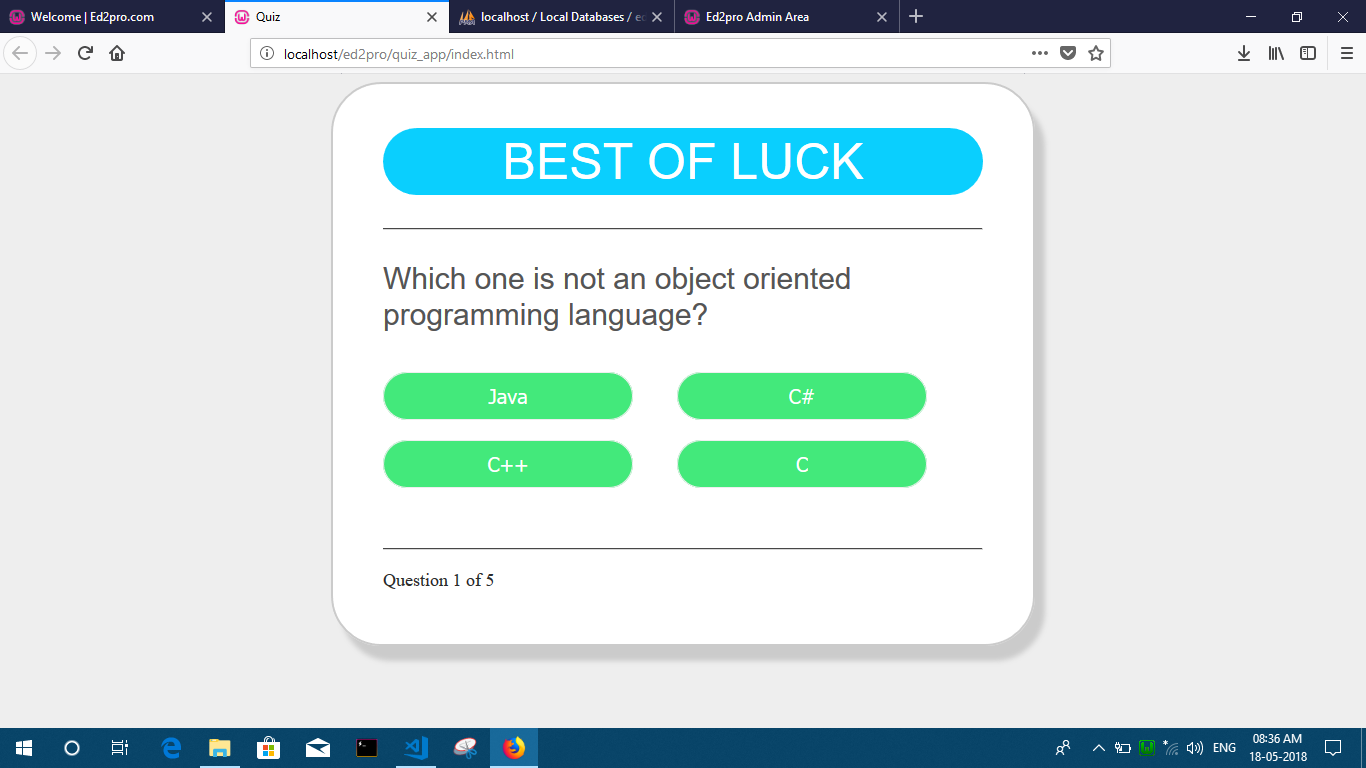 Welcome | Ed2pro.com
Quiz
localhost / Local Databases / ed
Ed2pro Admin Area
localhost/ed2pro/quiz_app/index.html
BEST OF LUCK
Which one is not an object oriented
programming language?
Java
C#
C++
C
Question 1 of 5
ENG
08:36 AM
18-05-2018